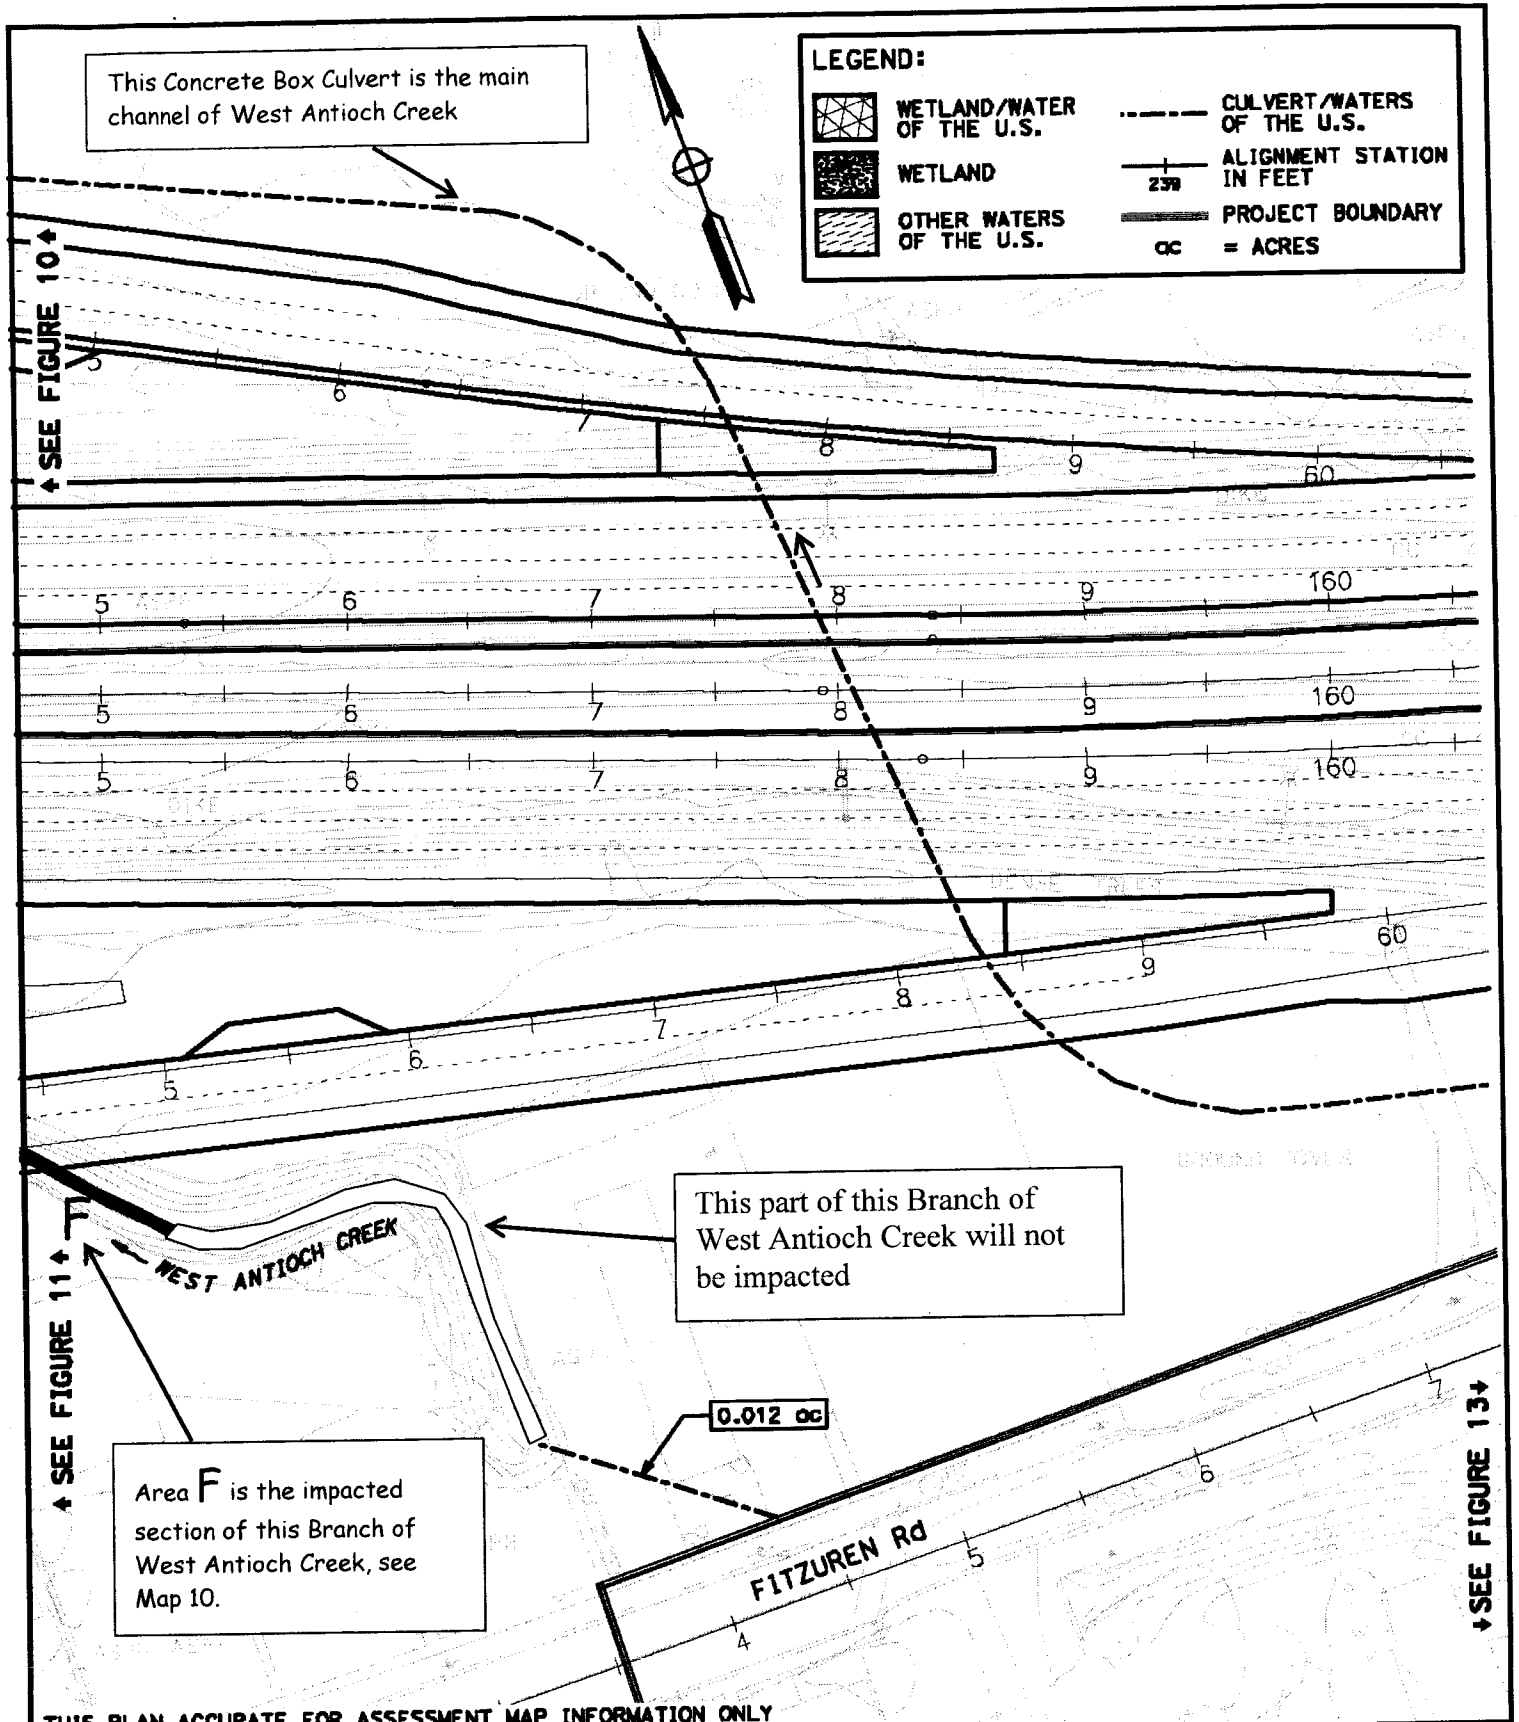 This Concrete Box Culvert is the main
channel of West Antioch Creek
LEGEND:
WETLAND/WATER
OF THE U.S.
WETLAND
OTHER WATERS
OF THE U.S.
CULVERT/WATERS
OF THE U.S.
239
ALIGNMENT STATION
IN FEET
PROJECT BOUNDARY
ac = ACRES
SEE FIGURE 10
5 6 7 8 9 60
5 6 7 8 9 160
5 6 7 8 9 160
5 6 7 8 9 160
DIKE
5 6 7 8 9 60
This part of this Branch of
West Antioch Creek will not
be impacted
F
WEST ANTIOCH CREEK
SEE FIGURE 11
0.012 ac
Area F is the impacted
section of this Branch of
West Antioch Creek, see
Map 10.
FITZUREN Rd
4 5 6 7
SEE FIGURE 13
THIS PLAN ACCURATE FOR ASSESSMENT MAP INFORMATION ONLY